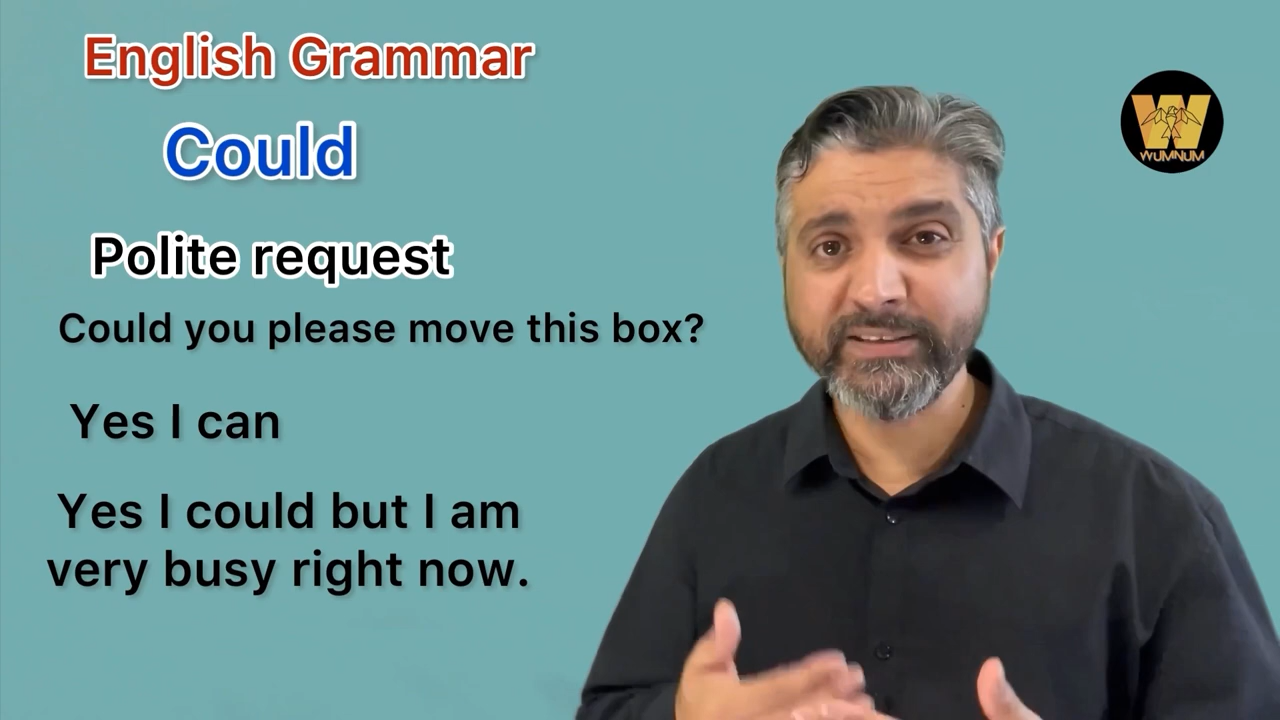 English Grammar
Could
WUMNUM
Polite request
Could you please move this box?
Yes I can
Yes I could but I am
very busy right now.